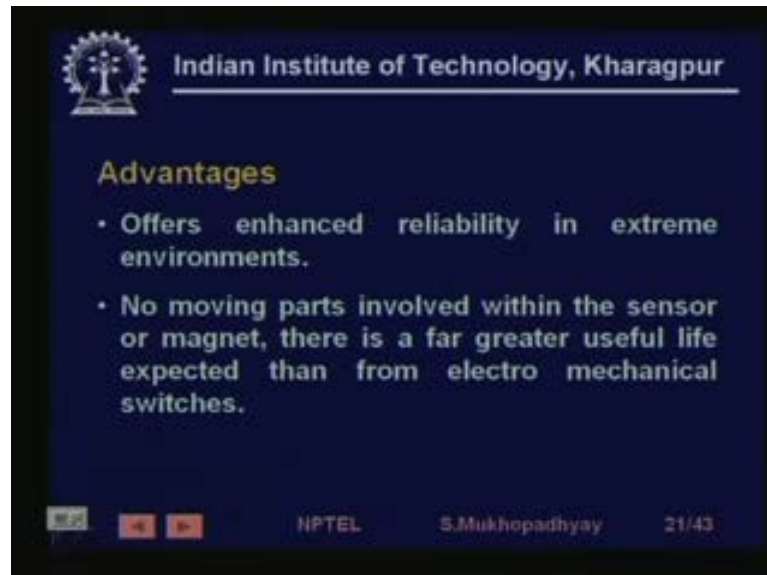 Indian Institute of Technology, Kharagpur
Advantages
• Offers enhanced reliability in extreme
environments.
• No moving parts involved within the sensor
or magnet, there is a far greater useful life
expected than from electro mechanical
switches.
NPTEL S.Mukhopadhyay 21/43